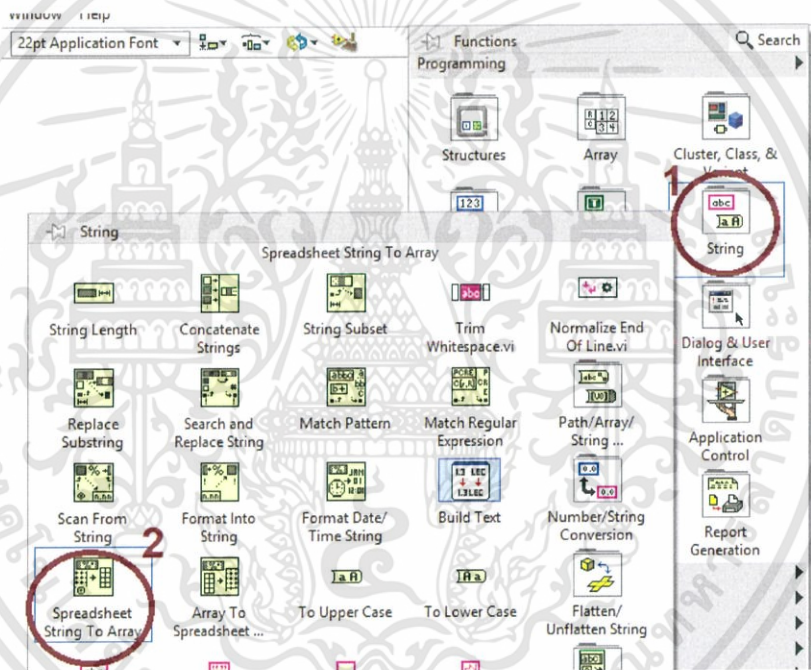 Window Help
22pt Application Font
Functions
Search
Programming
Structures
Array
Cluster, Class, &
Variant
1
String
String
Spreadsheet String To Array
String Length
Concatenate
Strings
String Subset
Trim
Whitespace.vi
Normalize End
Of Line.vi
Dialog & User
Interface
Replace
Substring
Search and
Replace String
Match Pattern
Match Regular
Expression
Path/Array/
String ...
Application
Control
Scan From
String
Format Into
String
Format Date/
Time String
Build Text
Number/String
Conversion
Report
Generation
2
Spreadsheet
String To Array
Array To
Spreadsheet ...
To Upper Case
To Lower Case
Flatten/
Unflatten String